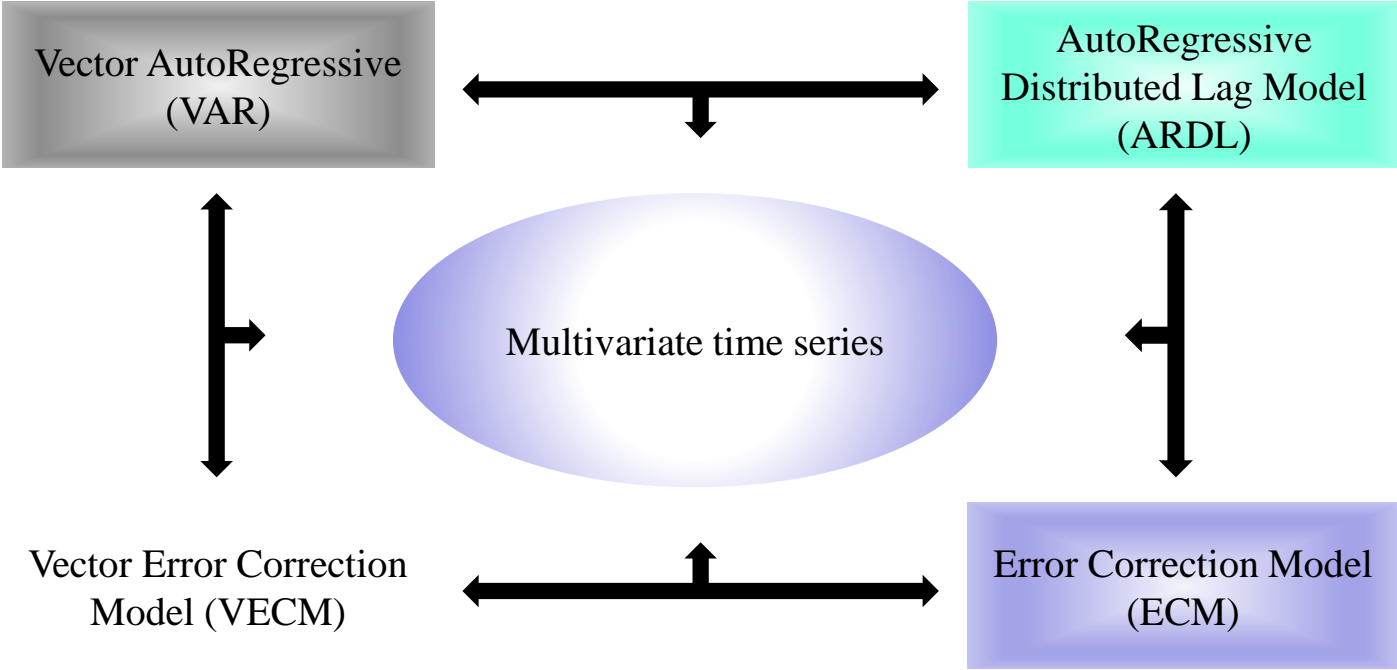 Vector AutoRegressive
(VAR)
AutoRegressive
Distributed Lag Model
(ARDL)
Multivariate time series
Vector Error Correction
Model (VECM)
Error Correction Model
(ECM)